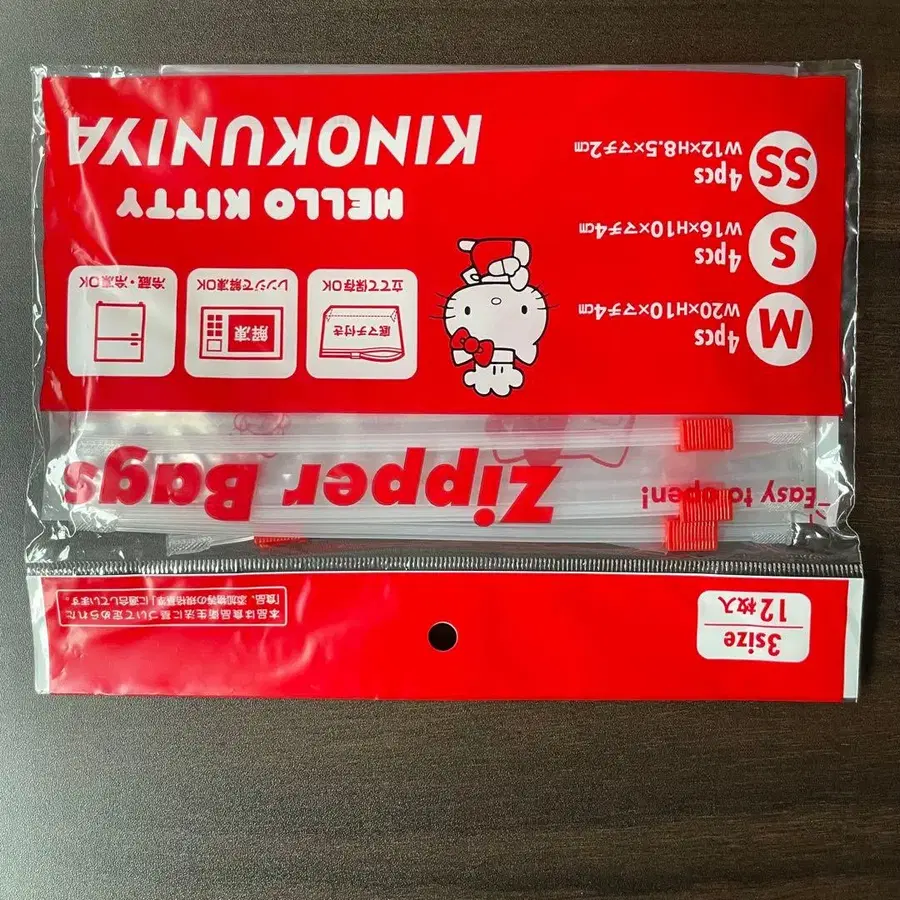 3size
12枚入
本品は食品衛生法に基づいて定められた
「食品、添加物等の規格基準」に適合しています。
Easy to open!
Zipper Bags
M
4pcs
W20×H10×マチ4㎝
S
4pcs
W16×H10×マチ4㎝
SS
4pcs
W12×H8.5×マチ2㎝
底マチ付き
立てて保存OK
解凍
レンジで解凍OK
冷蔵・冷凍OK
HELLO KITTY
KINOKUNIYA